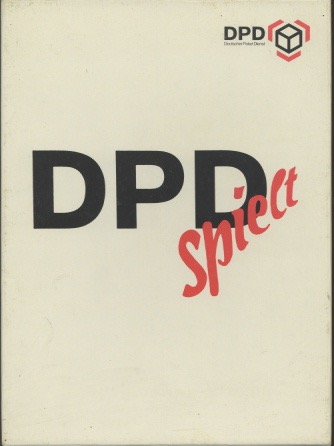 DPD
Deutscher Paket Dienst
DPD
Spielt